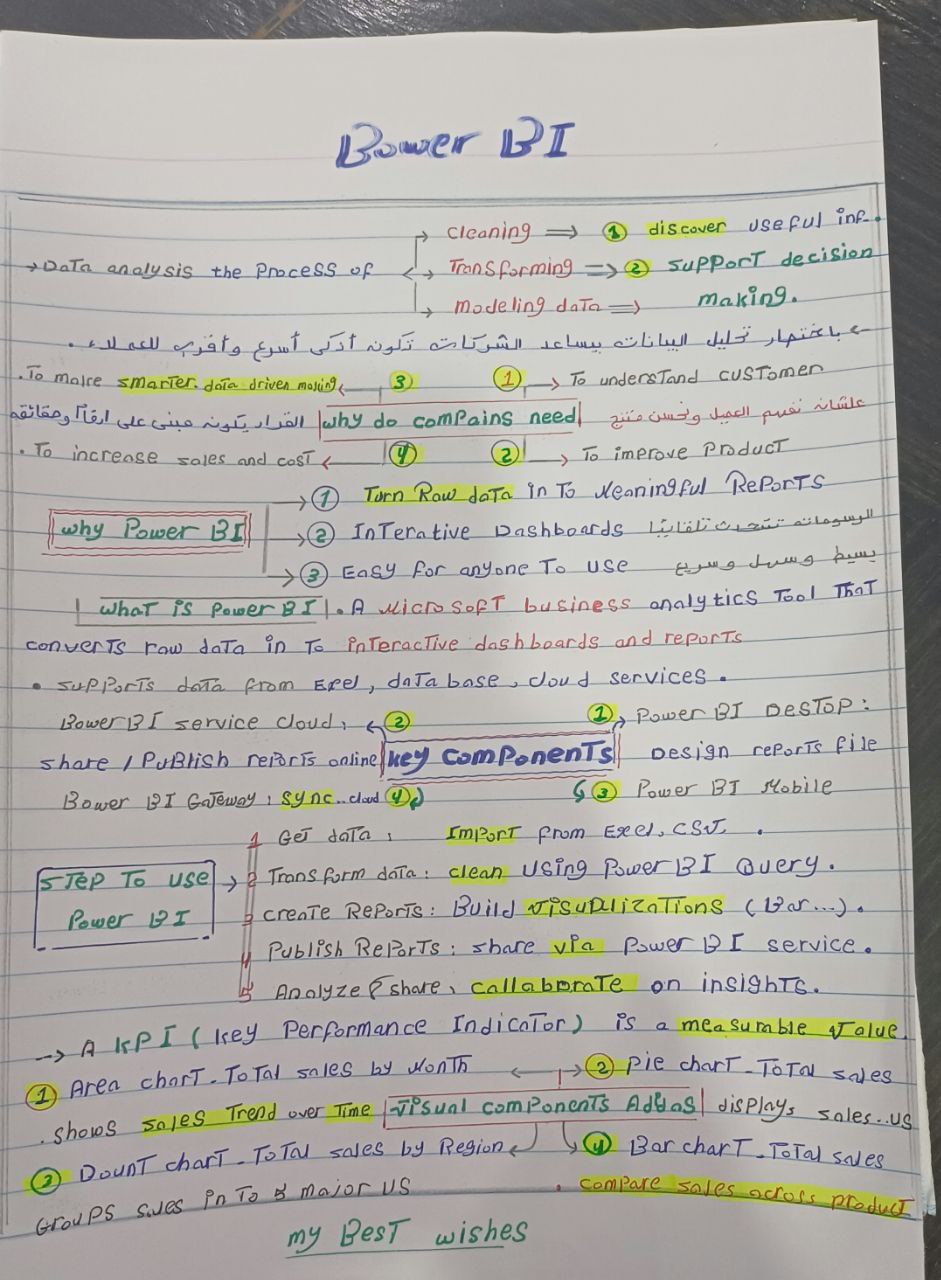 Bower BI
cleaning ⇒ ① discover useful inf.
→ Data analysis the Process of < → Transforming ⇒ ② support decision
modeling data ⇒ making.
← باختصار تحليل البيانات بيساعد الشركات تكونه أذكى أسرع وأقرب للعملاء.
.To make smarter data driven making ← ③ ① → To understand customer
القرار يكونه مبنى على ارقام وحقائقه why do compains need علشانه نفهم العميل ونحسن منتج
. To increase sales and cost ← ④ ② → To improve Product
→ ① Turn Raw data in To Meaningful Reports
why Power BI → ② Interative Dashboards الرسوماته تتحدث تلقائيًا
→ ③ Easy for anyone To use بسيط وسهل وسريع
what is power BI . A Microsoft business analytics Tool That
converts raw data in To interactive dashboards and reports
• supports data from Exel, data base, cloud services.
Bower BI service cloud, ← ② ① → Power BI Destop:
share / Publish reports online key components Design reports file
Bower BI Gateway: sync..cloud ④ ③ Power BI Mobile
1 Get data, Import from Exel, CSV.
STep To use → 2 Transform data: clean Using Power BI Query.
Power BI 3 create Reports: Build visuplizations (Bar...).
4 Publish Reports: share via Power BI service.
5 Analyze & share, callaborate on insights.
→ A KPI (key Performance Indicator) is a measurable value.
① Area chart - Total sales by Month ← → ② Pie chart - Total sales
. shows sales Trend over Time visual components displays sales..us
③ Dount chart - Total sales by Region ④ Bar chart - Total sales
Groups sales in To major us . compare sales across product
my Best wishes